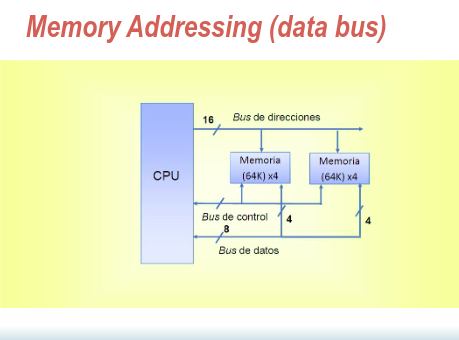 Memory Addressing (data bus)
16 Bus de direcciones
CPU
Memoria
(64K) x4
Memoria
(64K) x4
Bus de control
4
4
8
Bus de datos